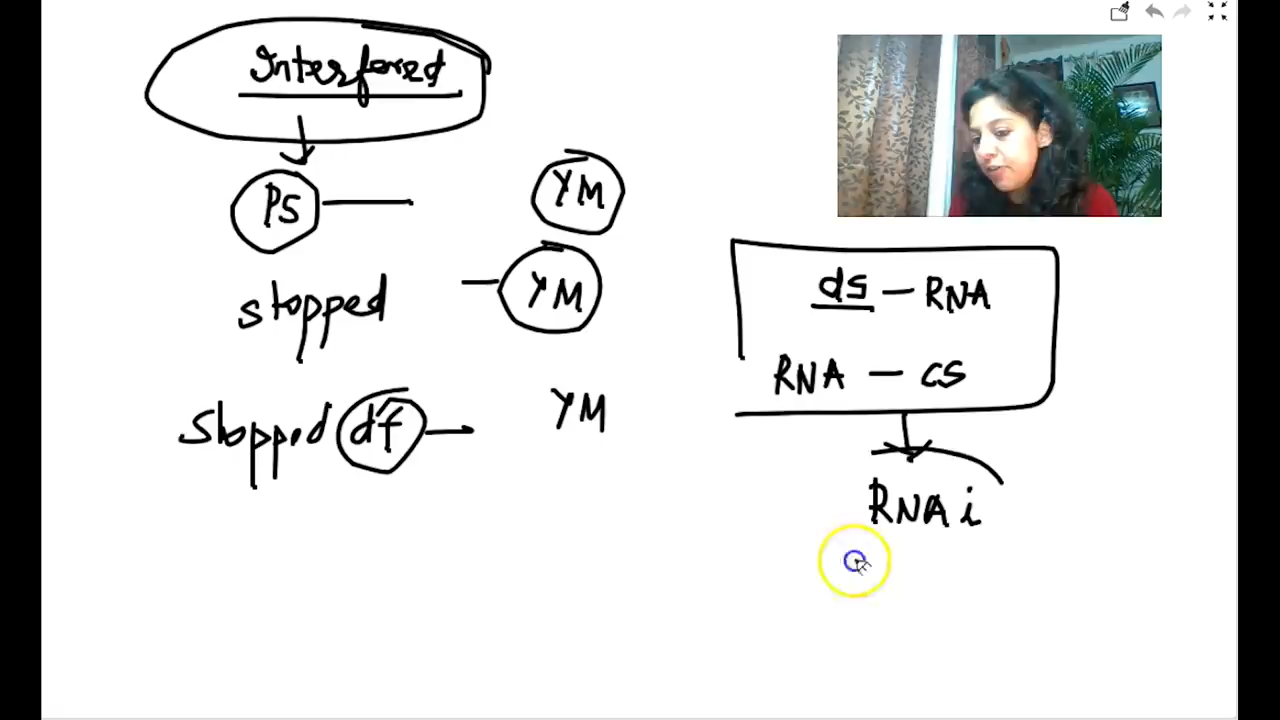 Interfered
PS — YM
stopped — YM
Stopped df — YM
ds — RNA
RNA — CS
RNA i